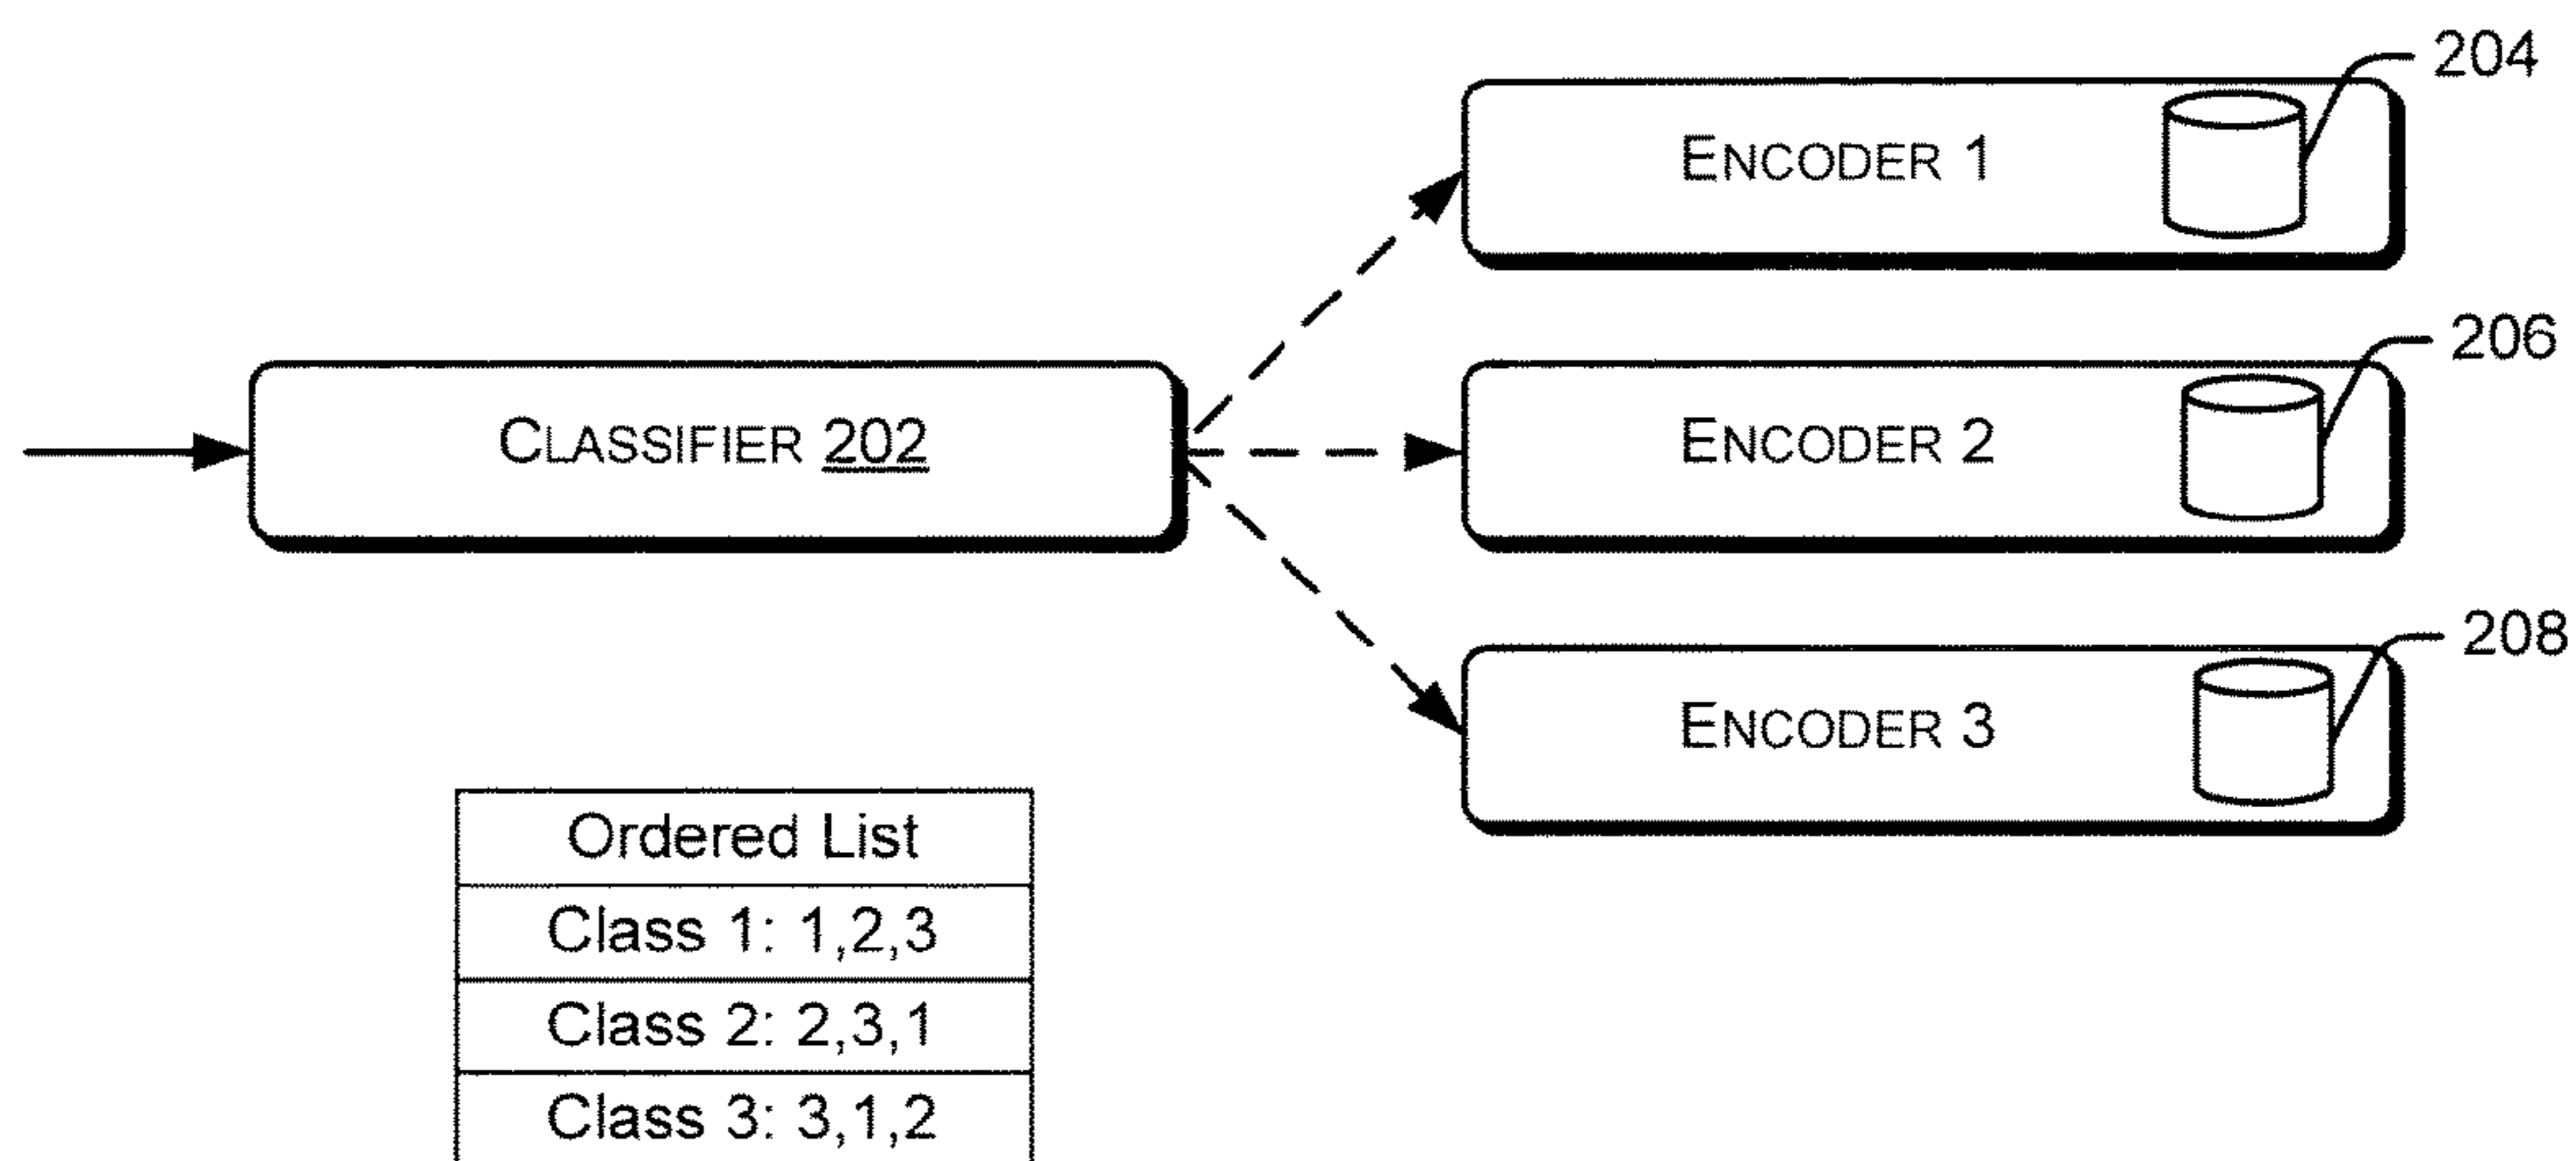 204
ENCODER 1
206
CLASSIFIER 202
ENCODER 2
208
ENCODER 3
Ordered List
Class 1: 1,2,3
Class 2: 2,3,1
Class 3: 3,1,2